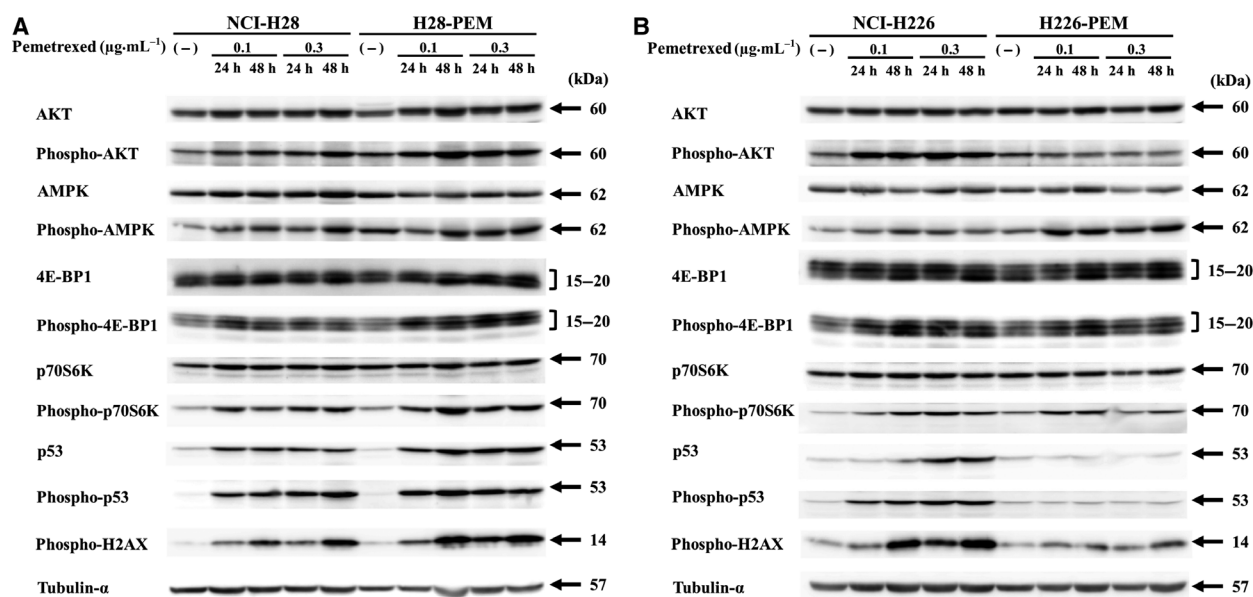 A
NCI-H28 H28-PEM
Pemetrexed (µg·mL⁻¹) (–) 0.1 0.3 (–) 0.1 0.3
24 h 48 h 24 h 48 h 24 h 48 h 24 h 48 h
(kDa)
AKT 60
Phospho-AKT 60
AMPK 62
Phospho-AMPK 62
4E-BP1 15–20
Phospho-4E-BP1 15–20
p70S6K 70
Phospho-p70S6K 70
p53 53
Phospho-p53 53
Phospho-H2AX 14
Tubulin-α 57
B
NCI-H226 H226-PEM
Pemetrexed (µg·mL⁻¹) (–) 0.1 0.3 (–) 0.1 0.3
24 h 48 h 24 h 48 h 24 h 48 h 24 h 48 h
(kDa)
AKT 60
Phospho-AKT 60
AMPK 62
Phospho-AMPK 62
4E-BP1 15–20
Phospho-4E-BP1 15–20
p70S6K 70
Phospho-p70S6K 70
p53 53
Phospho-p53 53
Phospho-H2AX 14
Tubulin-α 57